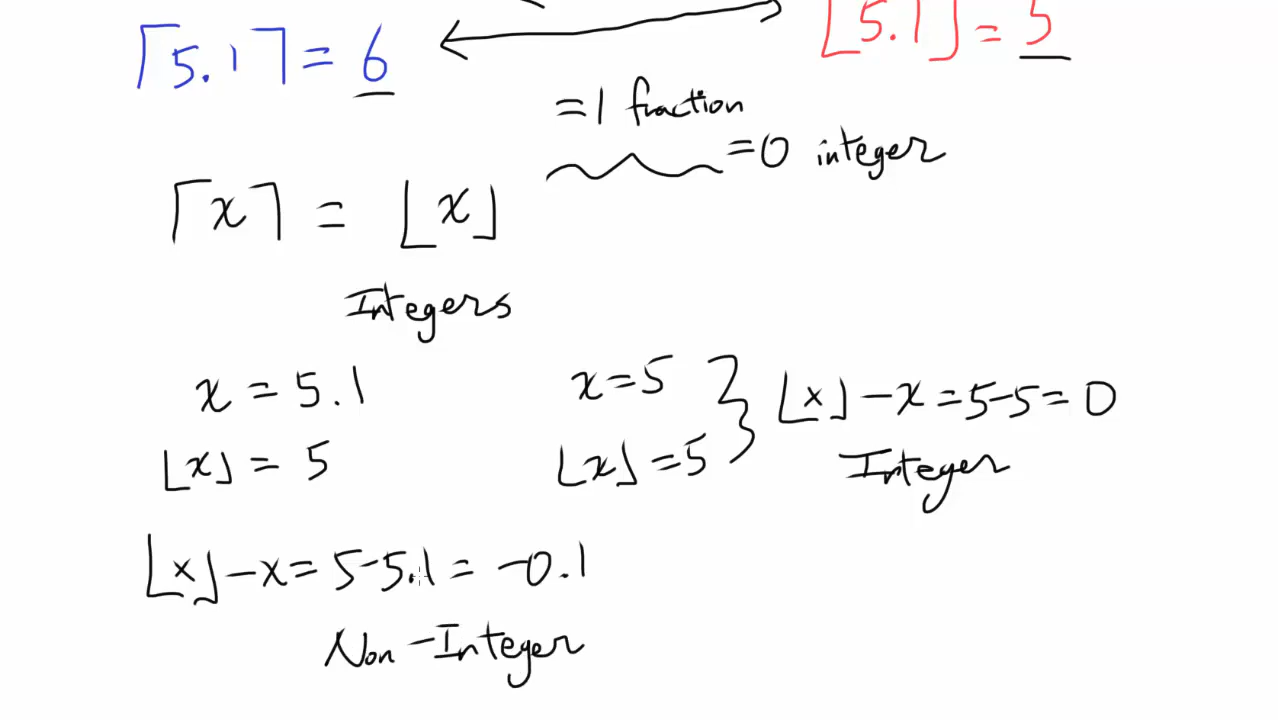 ⌈5.1⌉ = 6
⌊5.1⌋ = 5
=1 fraction
=0 integer
⌈x⌉ = ⌊x⌋
Integers
x = 5.1
⌊x⌋ = 5
x=5
⌊x⌋=5
⌊x⌋-x=5-5=0
Integer
⌊x⌋-x=5-5.1=-0.1
Non-Integer